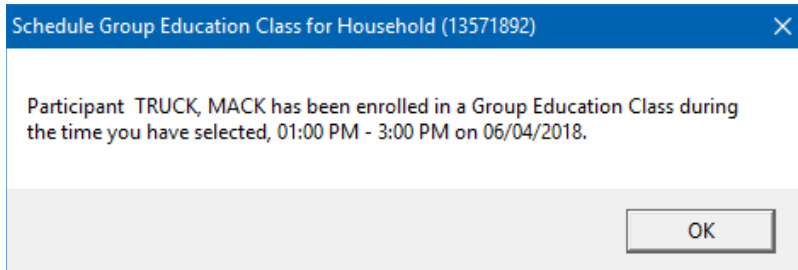 Schedule Group Education Class for Household (13571892)
Participant  TRUCK, MACK has been enrolled in a Group Education Class during
the time you have selected, 01:00 PM - 3:00 PM on 06/04/2018.
OK